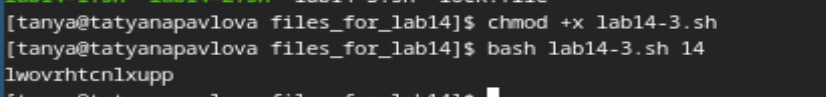 [tanya@tatyanapavlova files_for_lab14]$ chmod +x lab14-3.sh
[tanya@tatyanapavlova files_for_lab14]$ bash lab14-3.sh 14
lwovrhtcnlxupp